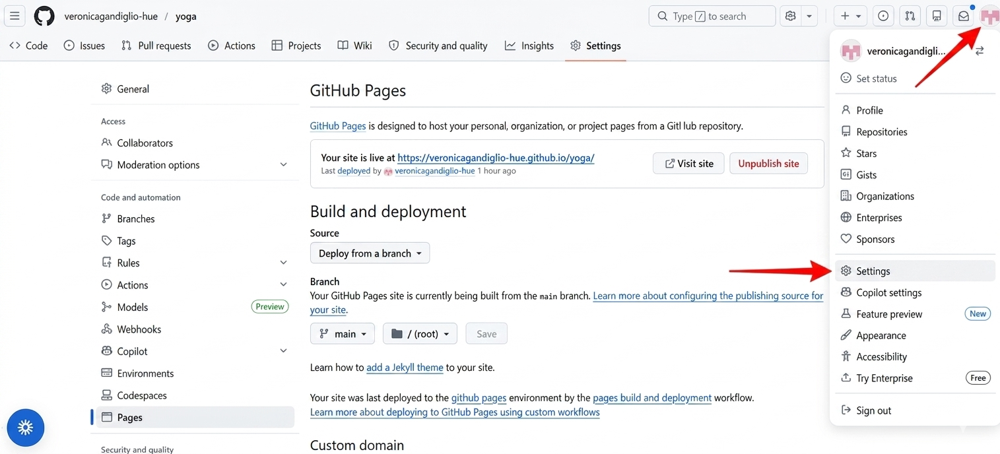 veronicagandiglio-hue / yoga
Type / to search
Code Issues Pull requests Actions Projects Wiki Security and quality Insights Settings
General
Access
Collaborators
Moderation options
Code and automation
Branches
Tags
Rules
Actions
Models Preview
Webhooks
Copilot
Environments
Codespaces
Pages
Security and quality
GitHub Pages
GitHub Pages is designed to host your personal, organization, or project pages from a Gitl lub repository.
Your site is live at https://veronicagandiglio-hue.github.io/yoga/
Last deployed by veronicagandiglio-hue 1 hour ago
Visit site Unpublish site
Build and deployment
Source
Deploy from a branch
Branch
Your GitHub Pages site is currently being built from the main branch. Learn more about configuring the publishing source for
your site.
main / (root) Save
Learn how to add a Jekyll theme to your site.
Your site was last deployed to the github pages environment by the pages build and deployment workflow.
Learn more about deploying to GitHub Pages using custom workflows
Custom domain
veronicagandigli...
Set status
Profile
Repositories
Stars
Gists
Organizations
Enterprises
Sponsors
Settings
Copilot settings
Feature preview New
Appearance
Accessibility
Try Enterprise Free
Sign out